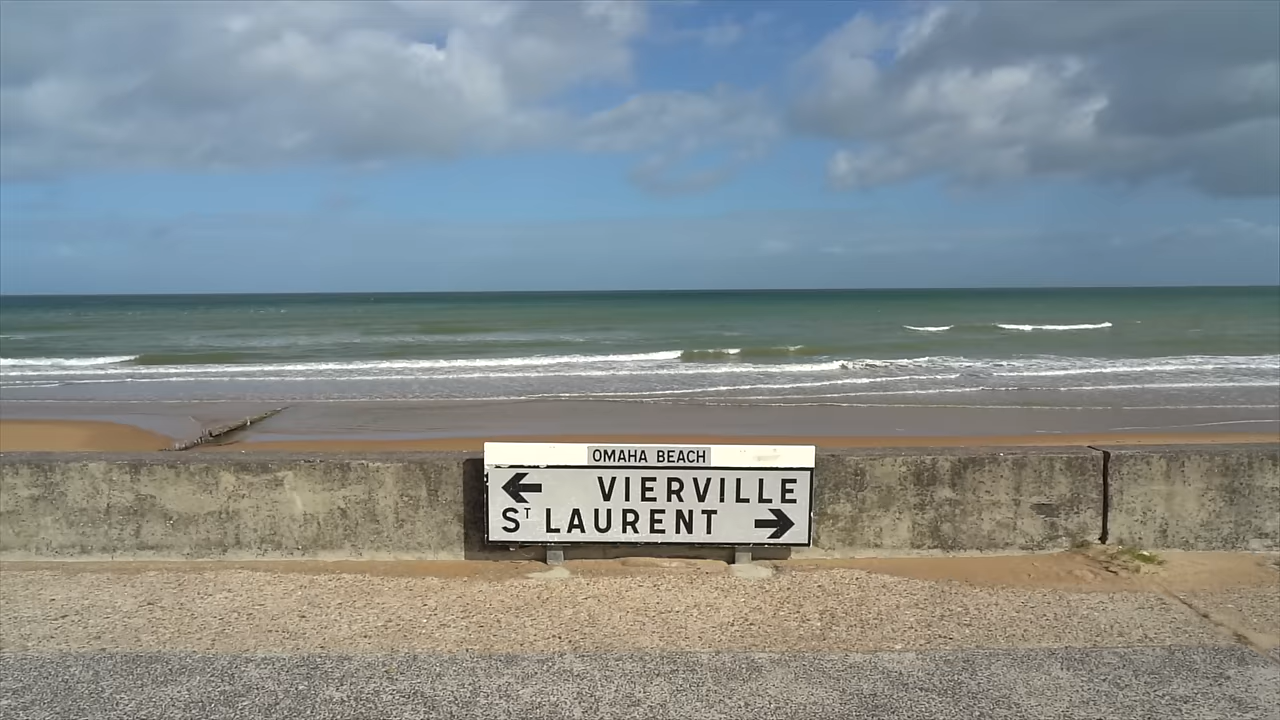 OMAHA BEACH
← VIERVILLE
ST LAURENT →